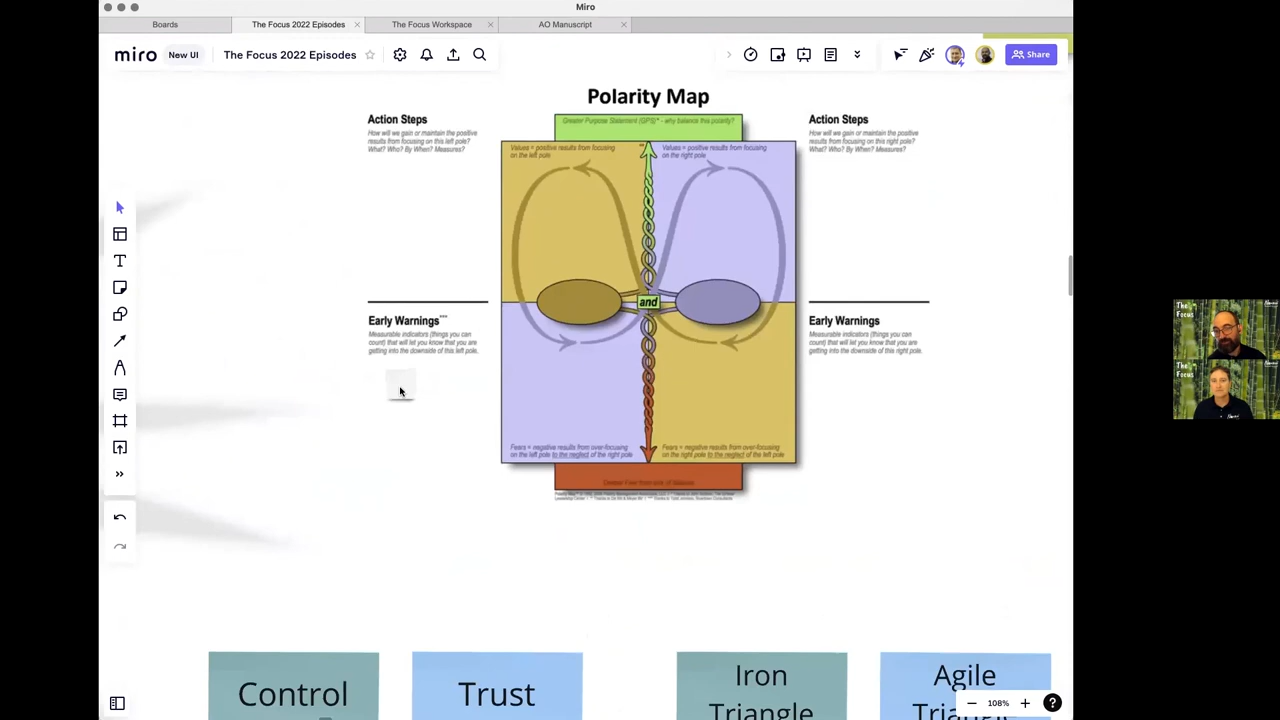 Miro
Boards
The Focus 2022 Episodes
The Focus Workspace
AO Manuscript
miro
New UI
The Focus 2022 Episodes
Share
Polarity Map
Action Steps
How will we gain or maintain the positive
results from focusing on this left pole?
What? Who? By When? Measures?
Greater Purpose Statement (GPS)* - why balance this polarity?
Values = positive results from focusing
on the left pole
Values = positive results from focusing
on the right pole
Action Steps
How will we gain or maintain the positive
results from focusing on this right pole?
What? Who? By When? Measures?
and
Early Warnings***
Measurable indicators (things you can
count) that will let you know that you are
getting into the downside of this left pole.
Early Warnings
Measurable indicators (things you can
count) that will let you know that you are
getting into the downside of this right pole.
Fears = negative results from over-focusing
on the left pole to the neglect of the right pole
Fears = negative results from over-focusing
on the right pole to the neglect of the left pole
Control
Trust
Iron
Triangle
Agile
Triangle
108%
The
Focus
The
Focus